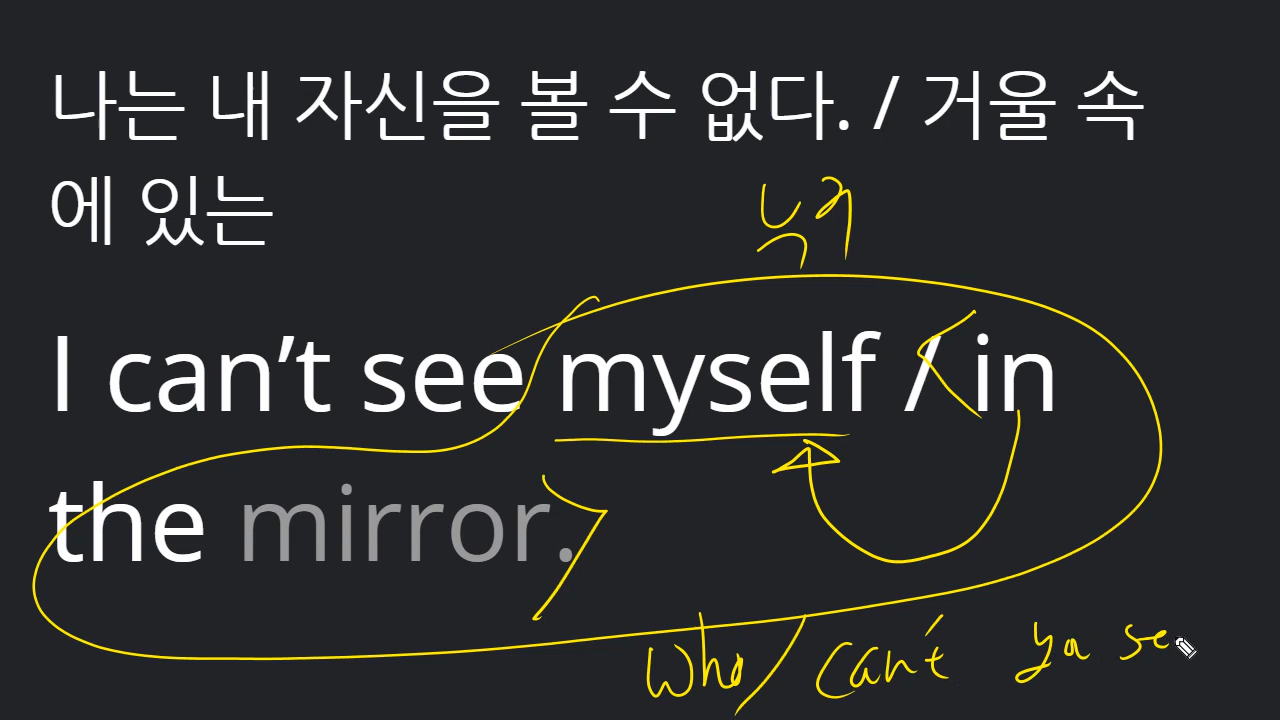 나는 내 자신을 볼 수 없다. / 거울 속
에 있는
누거
I can’t see myself / in
the mirror.
Who / can't ya se